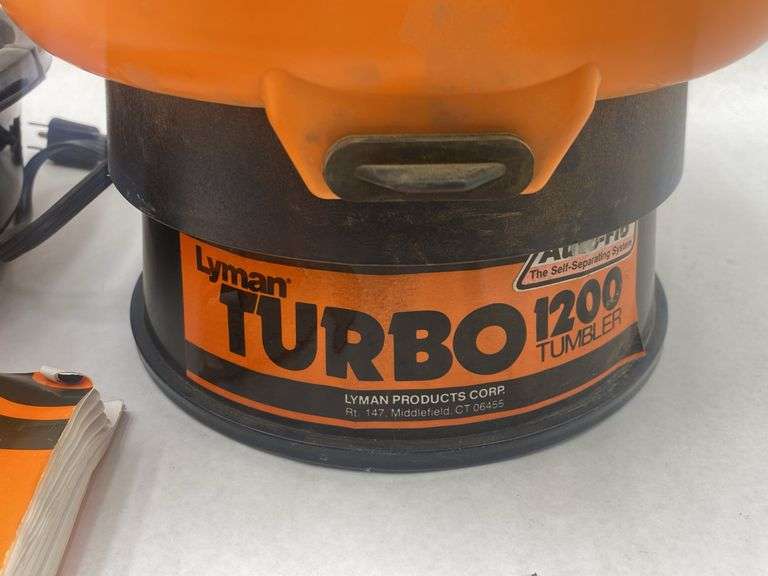 Lyman®
TURBO 1200
TUMBLER
The Self-Separating System
LYMAN PRODUCTS CORP.
Rt. 147, Middlefield, CT 06455